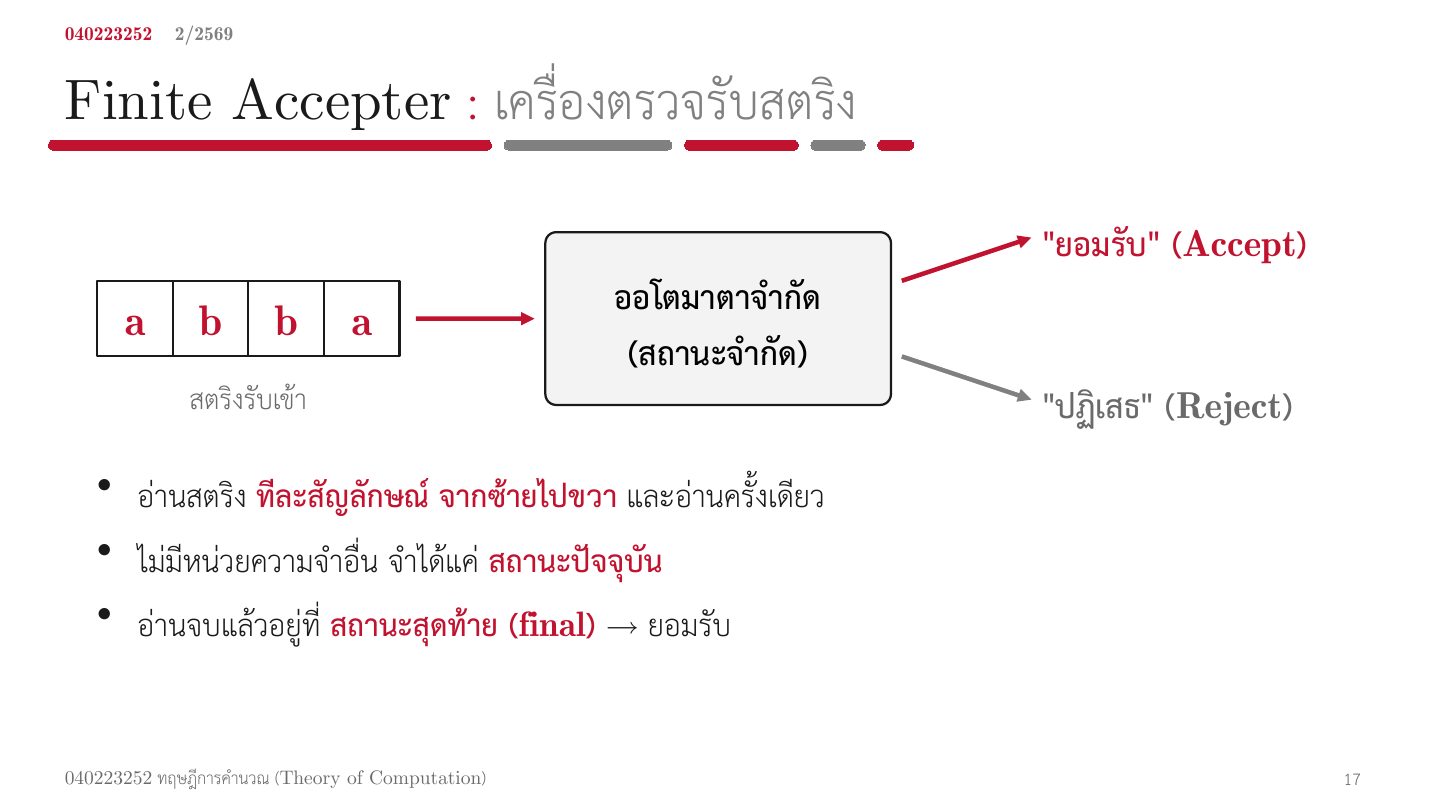 040223252 2/2569
Finite Accepter : เครื่องตรวจรับสตริง
a b b a
สตริงรับเข้า
ออโตมาตาจำกัด
(สถานะจำกัด)
"ยอมรับ" (Accept)
"ปฏิเสธ" (Reject)
• อ่านสตริง ทีละสัญลักษณ์ จากซ้ายไปขวา และอ่านครั้งเดียว
• ไม่มีหน่วยความจำอื่น จำได้แค่ สถานะปัจจุบัน
• อ่านจบแล้วอยู่ที่ สถานะสุดท้าย (final) → ยอมรับ
040223252 ทฤษฎีการคำนวณ (Theory of Computation)
17